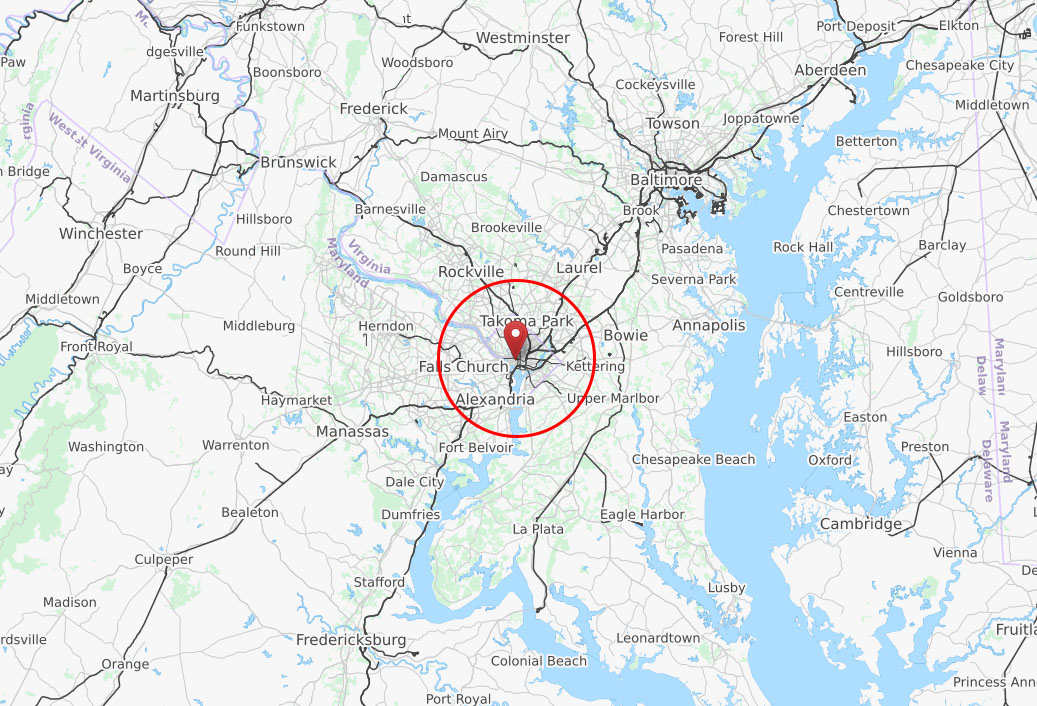 Funkstown
Port Deposit
Elkton
Westminster
Forest Hill
dgesville
Woodsboro
Chesapeake City
Paw
Boonsboro
Aberdeen
Cockeysville
Martinsburg
Frederick
Middletown
rginia
West Virginia
Towson
Joppatowne
Mount Airy
Betterton
Brunswick
n Bridge
Damascus
Baltimore
Barnesville
Brook
Chestertown
Hillsboro
Winchester
Brookeville
Round Hill
Virginia
Maryland
Pasadena
Rock Hall
Barclay
Boyce
Rockville
Laurel
Severna Park
Centreville
Goldsboro
Middletown
Middleburg
Herndon
Takoma Park
Annapolis
Bowie
Front Royal
Hillsboro
Maryland
Delaw
Falls Church
Kettering
Haymarket
Alexandria
Upper Marlbor
Easton
Manassas
Washington
Warrenton
Fort Belvoir
Preston
Maryland
Delaware
Chesapeake Beach
Oxford
ay
Dale City
Bealeton
Dumfries
Eagle Harbor
La Plata
Cambridge
Culpeper
Vienna
De
Stafford
Lusby
Madison
rdsville
Fredericksburg
Leonardtown
Fruitla
Orange
Colonial Beach
Princess Ann
Port Royal